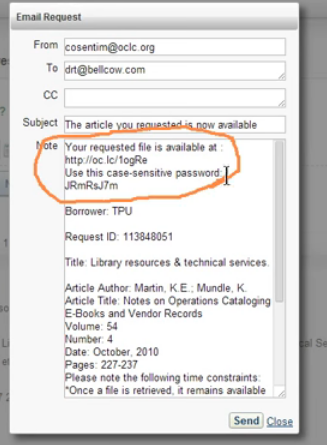 Email Request
From cosentim@oclc.org
To drt@bellcow.com
CC
Subject The article you requested is now available
Note Your requested file is available at :
http://oc.lc/1ogRe
Use this case-sensitive password:
JRmRsJ7m
Borrower: TPU
Request ID: 113848051
Title: Library resources & technical services.
Article Author: Martin, K.E.; Mundle, K.
Article Title: Notes on Operations Cataloging
E-Books and Vendor Records
Volume: 54
Number: 4
Date: October, 2010
Pages: 227-237
Please note the following time constraints:
*Once a file is retrieved, it remains available
Send Close